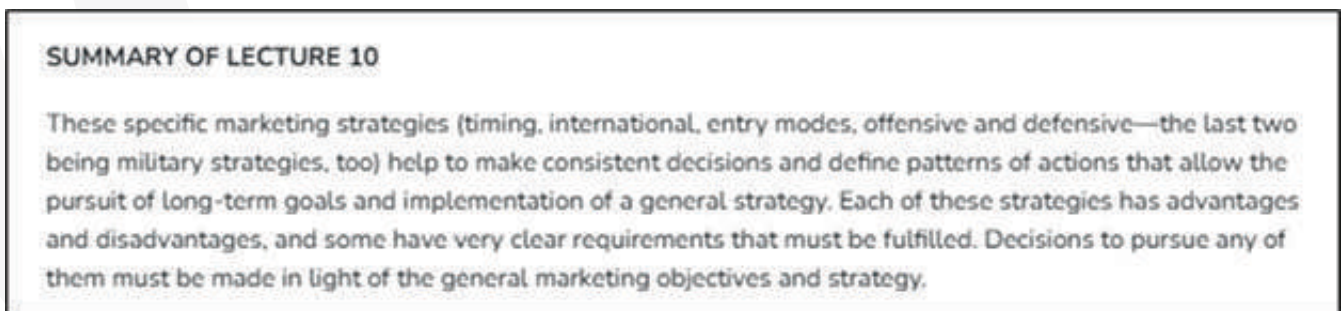 SUMMARY OF LECTURE 10
These specific marketing strategies (timing, international, entry modes, offensive and defensive—the last two
being military strategies, too) help to make consistent decisions and define patterns of actions that allow the
pursuit of long-term goals and implementation of a general strategy. Each of these strategies has advantages
and disadvantages, and some have very clear requirements that must be fulfilled. Decisions to pursue any of
them must be made in light of the general marketing objectives and strategy.